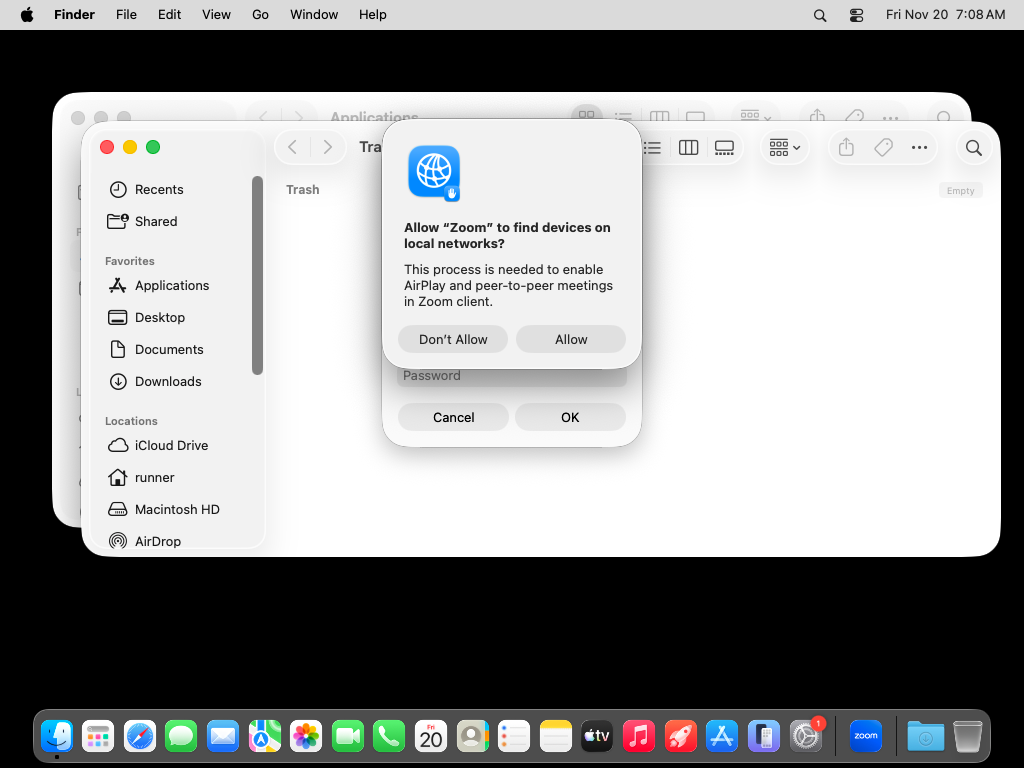 Finder File Edit View Go Window Help Fri Nov 20 7:08 AM
Applications
Tra
Recents
Shared
Favorites
Applications
Desktop
Documents
Downloads
Locations
iCloud Drive
runner
Macintosh HD
AirDrop
Trash
Empty
Allow “Zoom” to find devices on
local networks?
This process is needed to enable
AirPlay and peer-to-peer meetings
in Zoom client.
Don't Allow Allow
Password
Cancel OK
Fri
20
tv
1
zoom